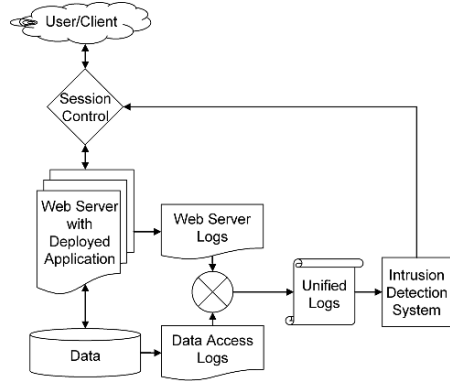 User/Client
Session
Control
Web Server
with
Deployed
Application
Web Server
Logs
Unified
Logs
Intrusion
Detection
System
Data
Data Access
Logs